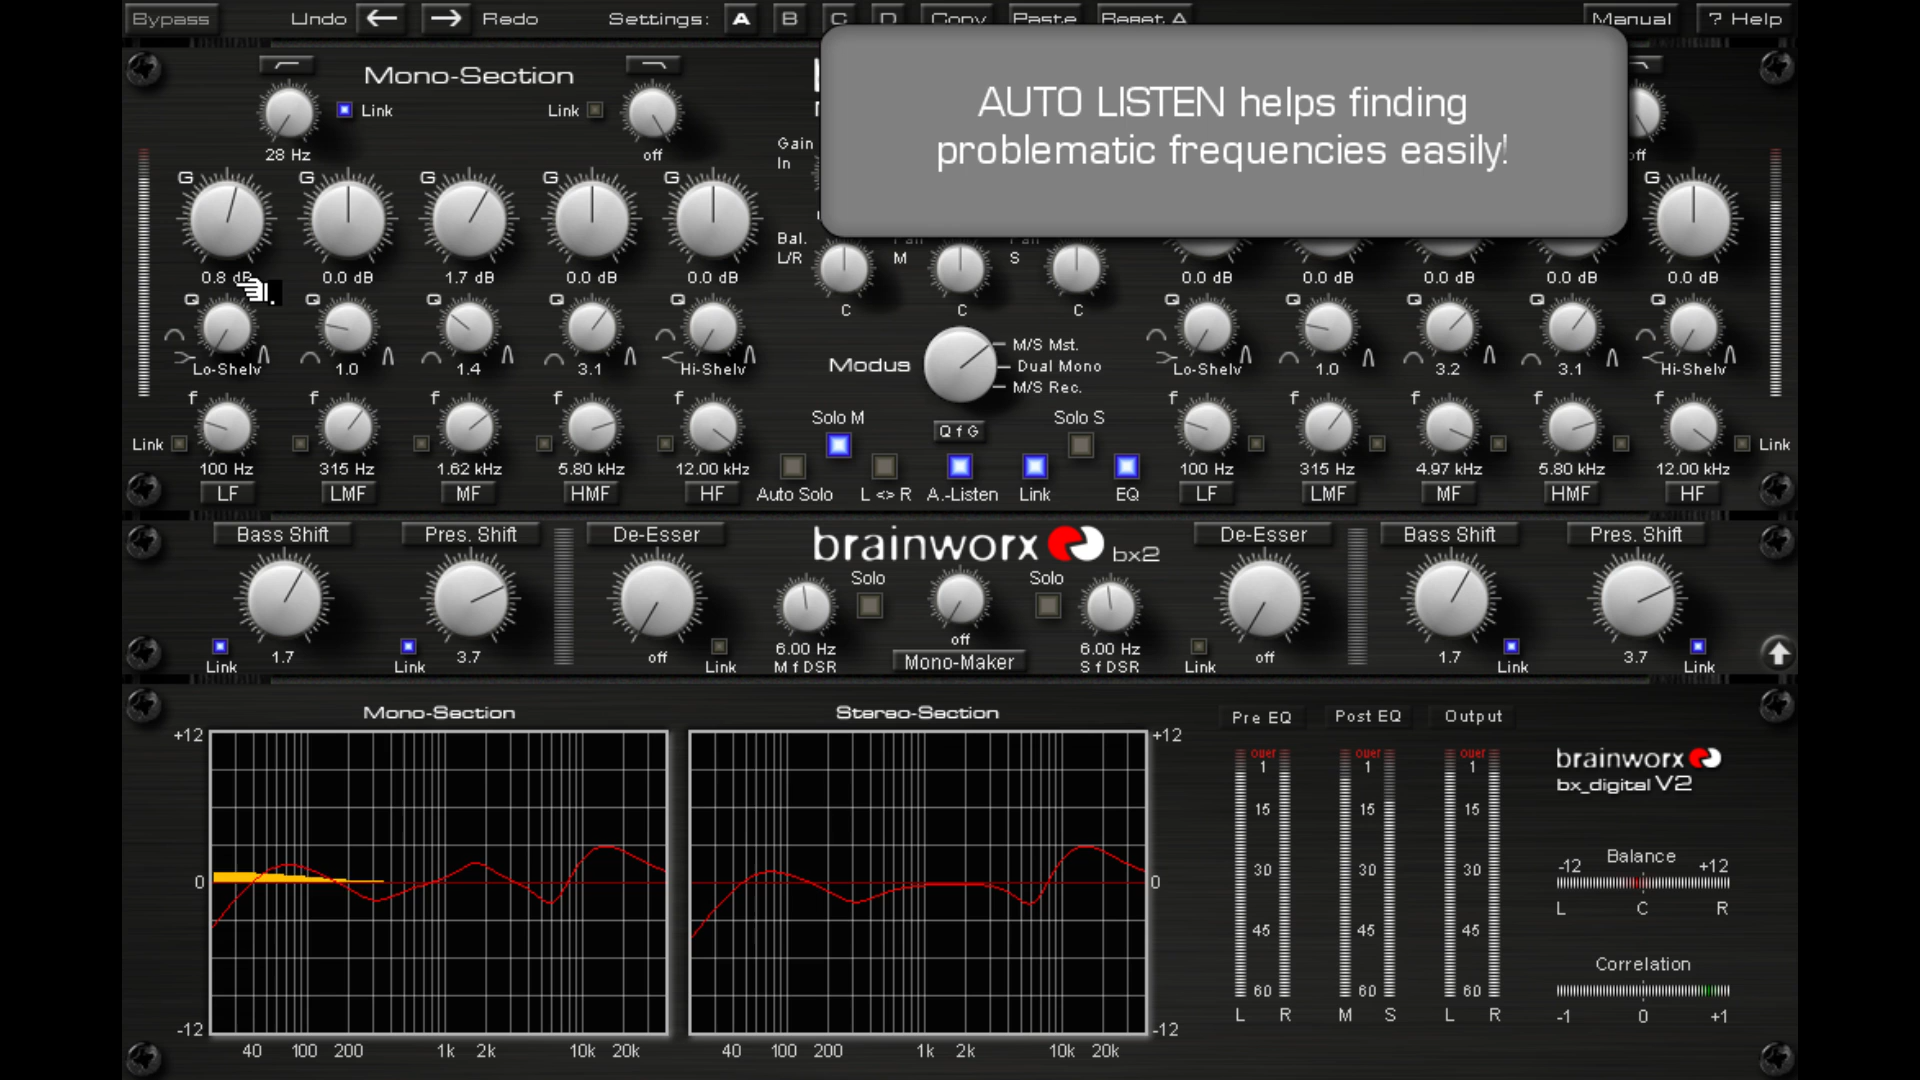 Bypass Undo Redo Settings: A B C D Copy Paste Reset A Manual ? Help
AUTO LISTEN helps finding
problematic frequencies easily!
Mono-Section
Link Link
28 Hz off off
Gain
In
G G G G G G
0.8 dB 0.0 dB 1.7 dB 0.0 dB 0.0 dB
Bal. Pan Pan
L/R M S
C C C
0.0 dB 0.0 dB 0.0 dB 0.0 dB 0.0 dB
Q Q Q Q Q Q Q Q Q Q
Lo-Shelv 1.0 1.4 3.1 Hi-Shelv
Modus M/S Mst.
Dual Mono
M/S Rec.
Lo-Shelv 1.0 3.2 3.1 Hi-Shelv
f f f f f f f f f f
Solo M Q f G Solo S
Link Link
100 Hz 315 Hz 1.62 kHz 5.80 kHz 12.00 kHz
LF LMF MF HMF HF
Auto Solo L <> R A.-Listen Link EQ
100 Hz 315 Hz 4.97 kHz 5.80 kHz 12.00 kHz
LF LMF MF HMF HF
Bass Shift Pres. Shift De-Esser brainworx bx2 De-Esser Bass Shift Pres. Shift
Solo Solo
off
6.00 Hz 6.00 Hz
M f DSR Mono-Maker S f DSR
1.7 3.7 off off 1.7 3.7
Link Link Link Link Link Link
Mono-Section Stereo-Section
+12 +12
0 0
-12 -12
40 100 200 1k 2k 10k 20k
40 100 200 1k 2k 10k 20k
Pre EQ Post EQ Output
over over over
1 1 1
15 15 15
30 30 30
45 45 45
60 60 60
L R M S L R
brainworx
bx_digital V2
Balance
-12 +12
L C R
Correlation
-1 0 +1